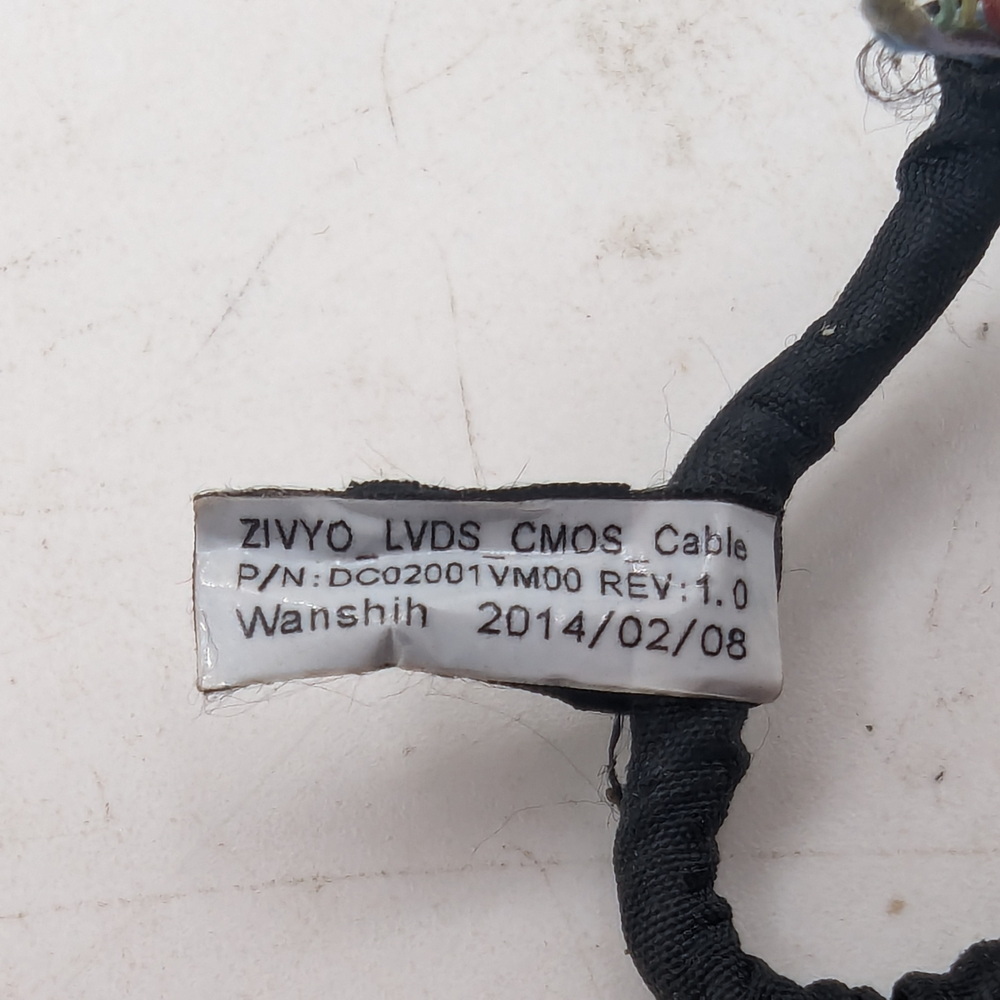 ZIVYO_LVDS_CMOS_Cable
P/N:DC02001VM00 REV:1.0
Wanshih 2014/02/08